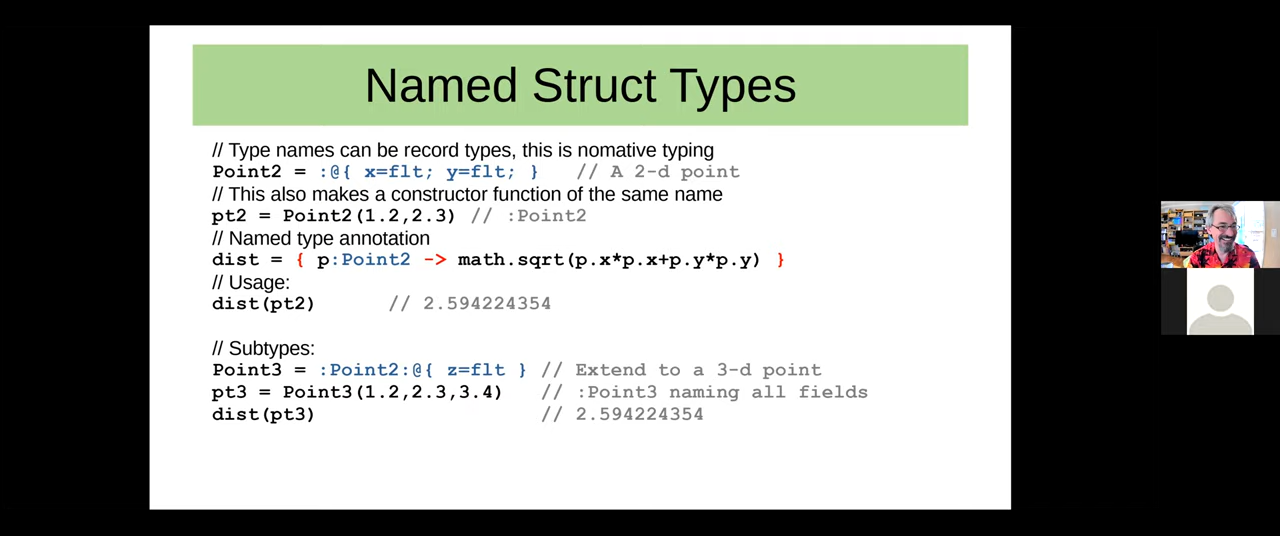 Named Struct Types
// Type names can be record types, this is nomative typing
Point2 = :@{ x=flt; y=flt; } // A 2-d point
// This also makes a constructor function of the same name
pt2 = Point2(1.2,2.3) // :Point2
// Named type annotation
dist = { p:Point2 -> math.sqrt(p.x*p.x+p.y*p.y) }
// Usage:
dist(pt2) // 2.594224354
// Subtypes:
Point3 = :Point2:@{ z=flt } // Extend to a 3-d point
pt3 = Point3(1.2,2.3,3.4) // :Point3 naming all fields
dist(pt3) // 2.594224354